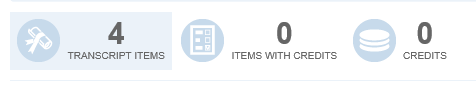 4
TRANSCRIPT ITEMS
0
ITEMS WITH CREDITS
0
CREDITS